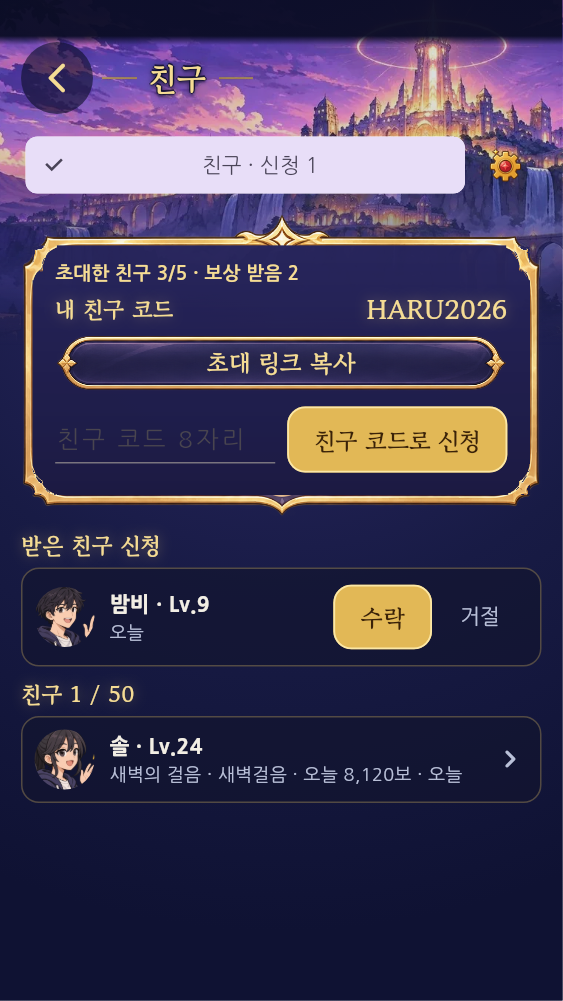 친구
친구 · 신청 1
초대한 친구 3/5 · 보상 받음 2
내 친구 코드 HARU2026
초대 링크 복사
친구 코드 8자리
친구 코드로 신청
받은 친구 신청
밤비 · Lv.9
오늘
수락
거절
친구 1 / 50
솔 · Lv.24
새벽의 걸음 · 새벽걸음 · 오늘 8,120보 · 오늘